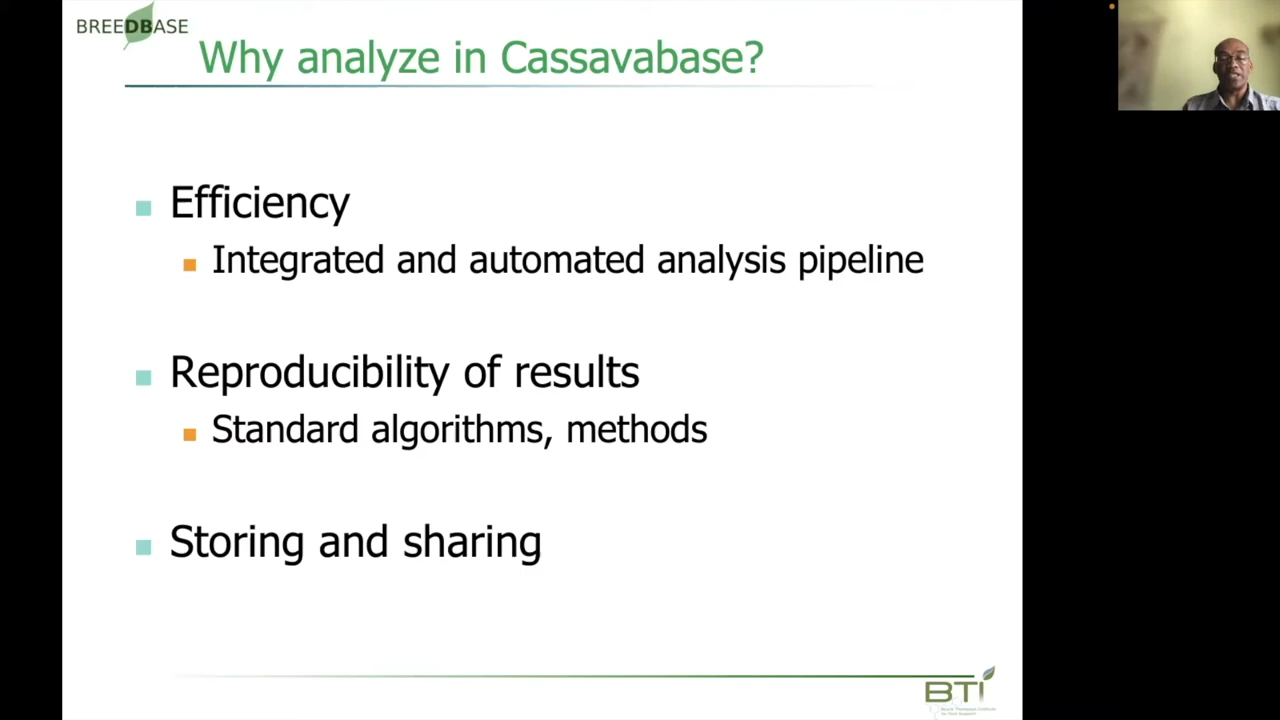 BREEDBASE
Why analyze in Cassavabase?
Efficiency
Integrated and automated analysis pipeline
Reproducibility of results
Standard algorithms, methods
Storing and sharing
BTI